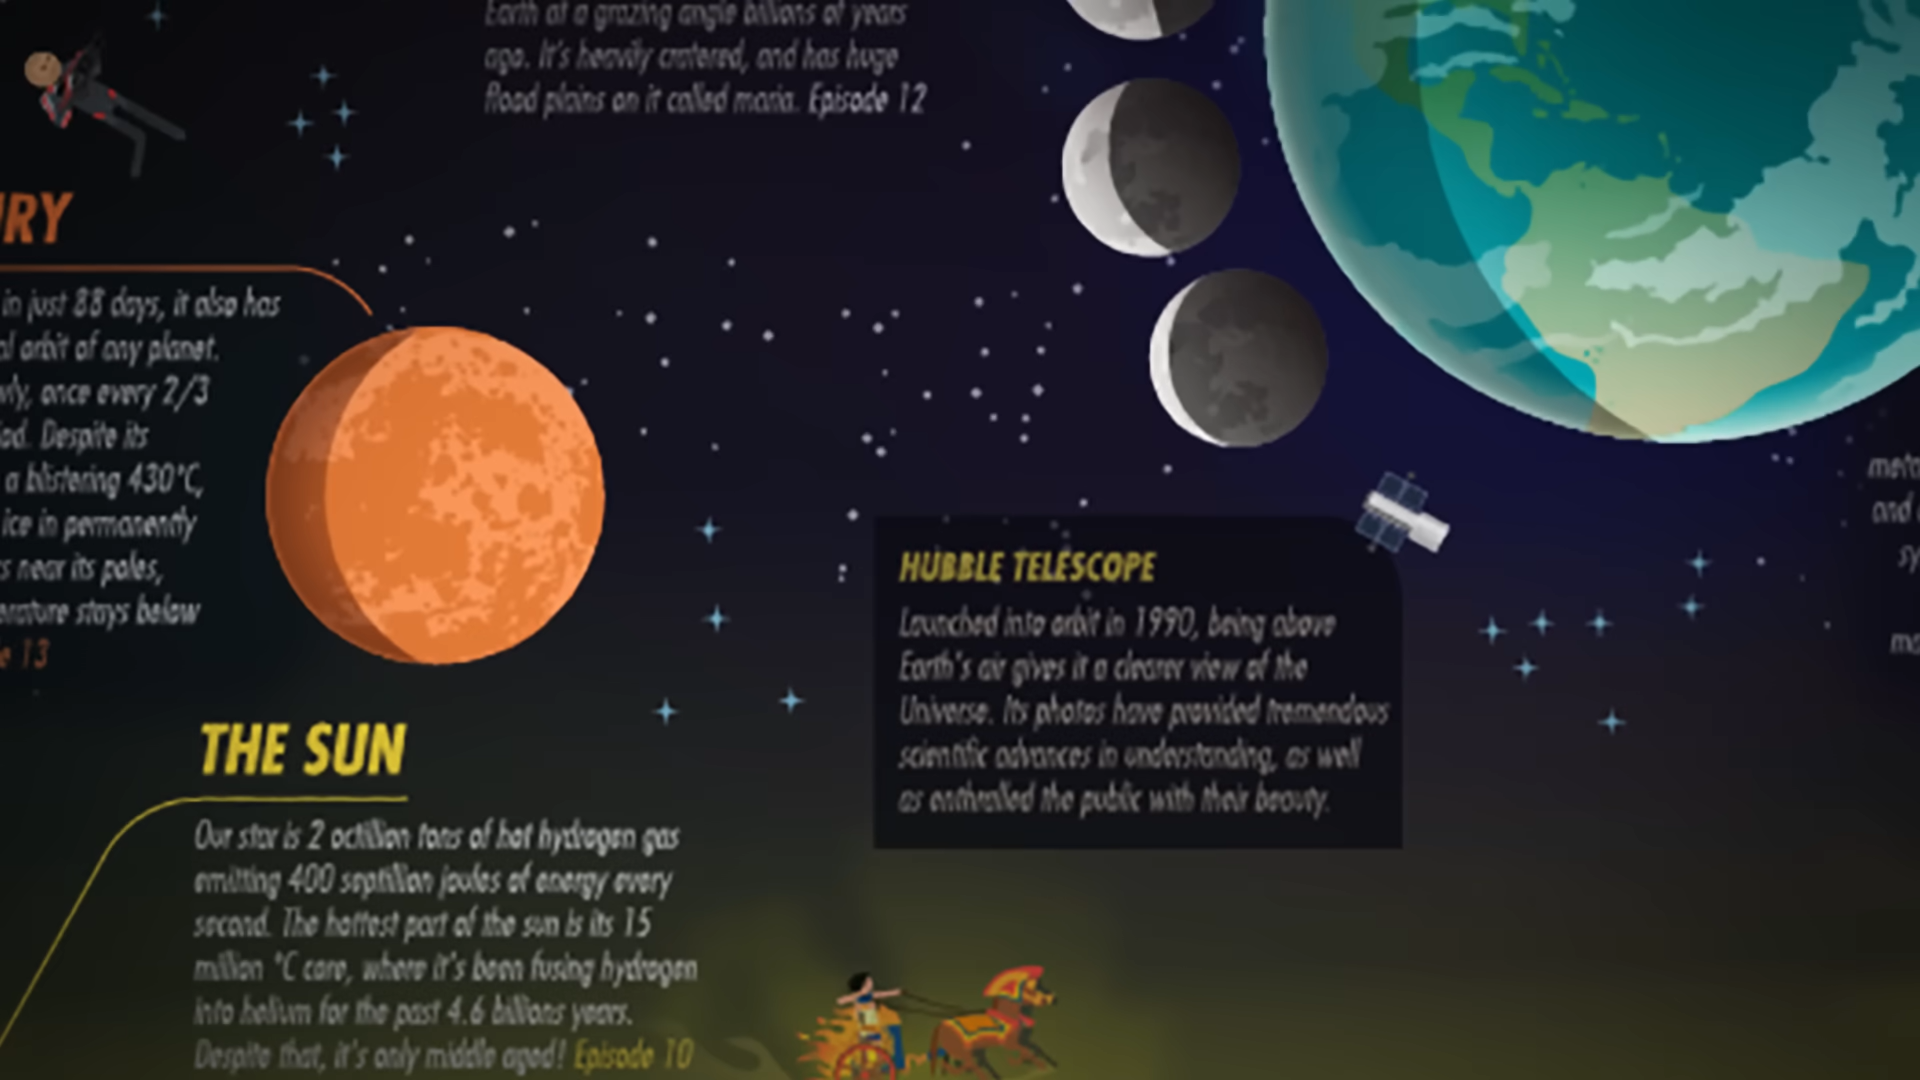 Earth at a grazing angle billions of years
ago. It's heavily cratered, and has huge
flood plains on it called maria. Episode 12
URY
in just 88 days, it also has
al orbit of any planet.
wly, once every 2/3
iod. Despite its
a blistering 430°C,
ice in permanently
s near its poles,
erature stays below
e 13
THE SUN
Our star is 2 octillion tons of hot hydrogen gas
emitting 400 septillion joules of energy every
second. The hottest part of the sun is its 15
million °C core, where it's been fusing hydrogen
into helium for the past 4.6 billions years.
Despite that, it's only middle aged! Episode 10
HUBBLE TELESCOPE
Launched into orbit in 1990, being above
Earth's air gives it a clearer view of the
Universe. Its photos have provided tremendous
scientific advances in understanding, as well
as enthralled the public with their beauty.
meta
and
sy